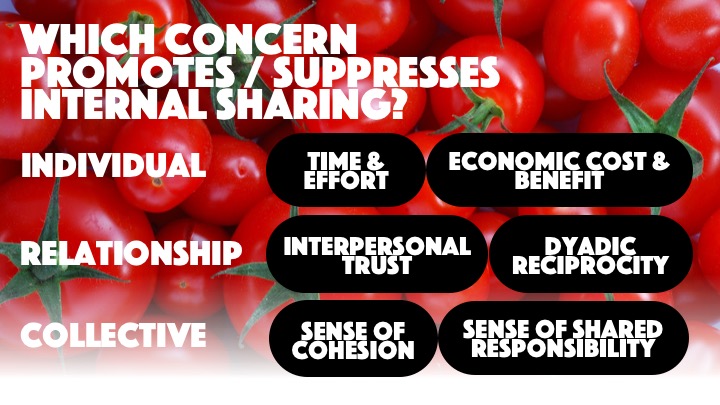 WHICH CONCERN
PROMOTES / SUPPRESSES
INTERNAL SHARING?
INDIVIDUAL
TIME &
EFFORT
ECONOMIC COST &
BENEFIT
RELATIONSHIP
INTERPERSONAL
TRUST
DYADIC
RECIPROCITY
COLLECTIVE
SENSE OF
COHESION
SENSE OF SHARED
RESPONSIBILITY